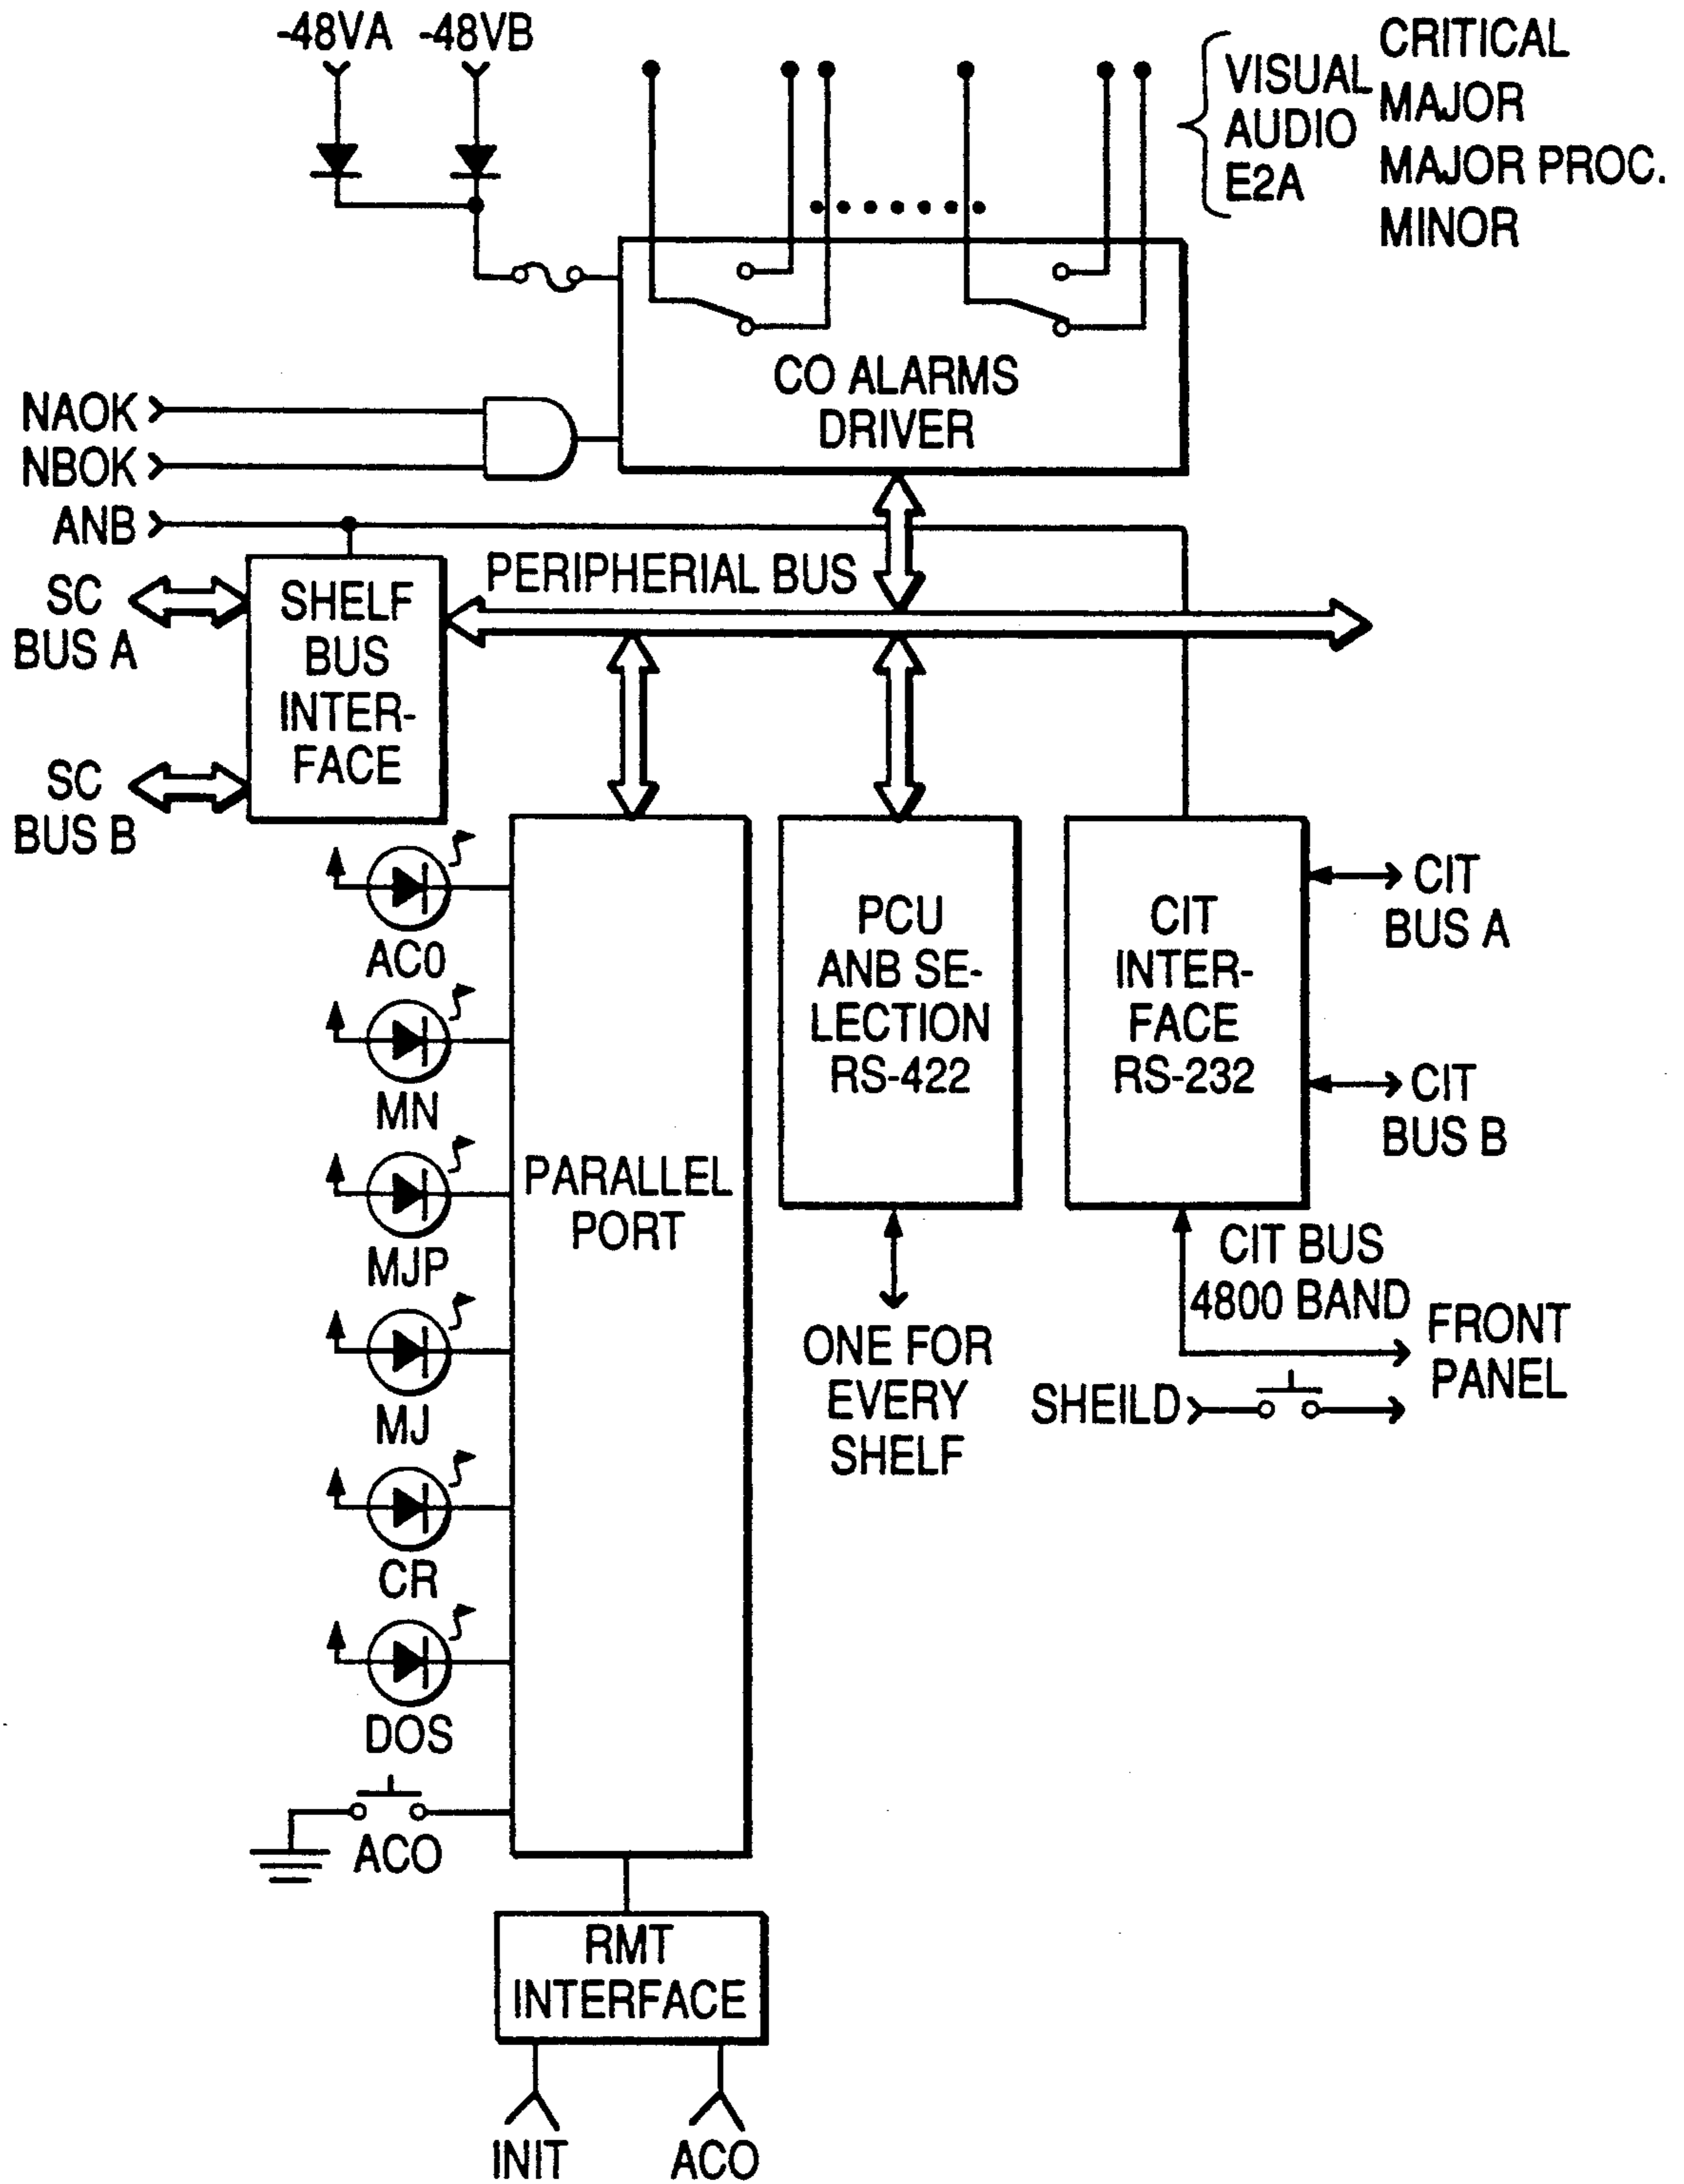 -48VA -48VB
VISUAL
AUDIO
E2A
CRITICAL
MAJOR
MAJOR PROC.
MINOR
CO ALARMS
DRIVER
NAOK
NBOK
ANB
PERIPHERIAL BUS
SC
BUS A
SC
BUS B
SHELF
BUS
INTER-
FACE
AC0
MN
MJP
MJ
CR
DOS
ACO
PARALLEL
PORT
PCU
ANB SE-
LECTION
RS-422
ONE FOR
EVERY
SHELF
CIT
INTER-
FACE
RS-232
CIT
BUS A
CIT
BUS B
CIT BUS
4800 BAND
FRONT
PANEL
SHEILD
RMT
INTERFACE
INIT
ACO